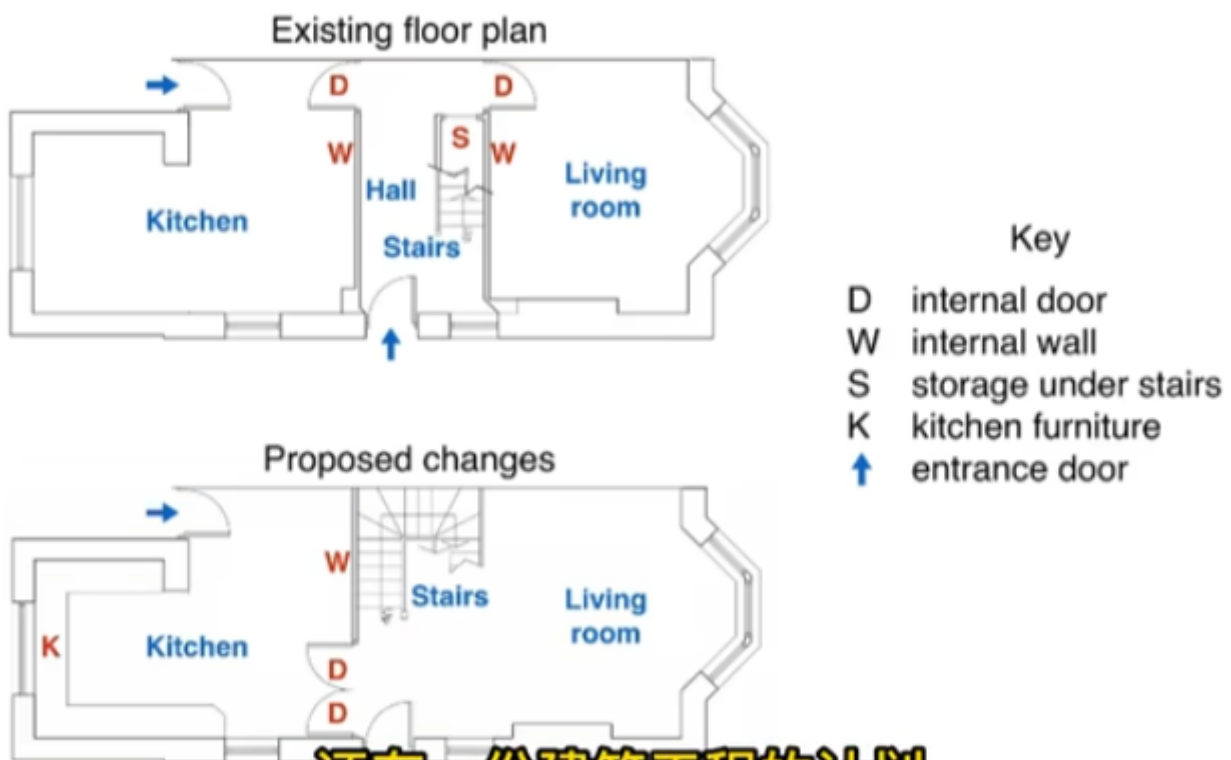 Existing floor plan
D
D
W
S
W
Hall
Living
room
Kitchen
Stairs
Key
D internal door
W internal wall
S storage under stairs
K kitchen furniture
entrance door
Proposed changes
W
Stairs
Living
room
K
Kitchen
D
D